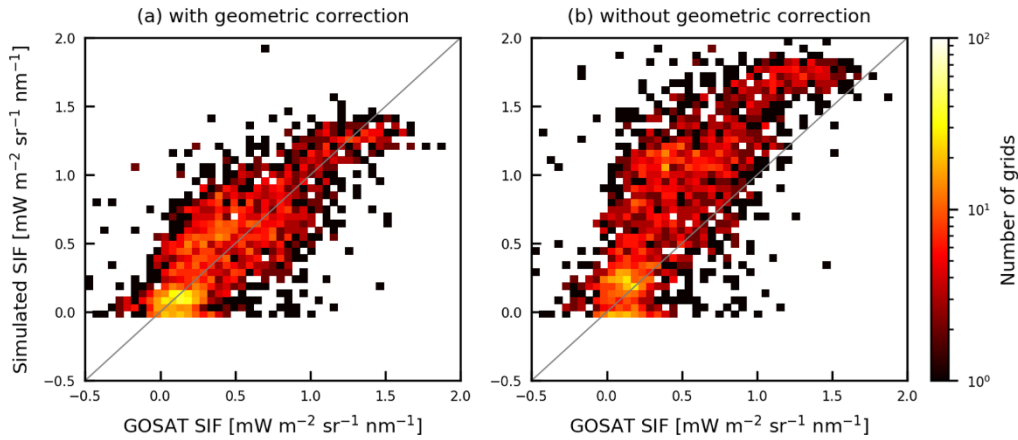 (a) with geometric correction
(b) without geometric correction
2.0
1.5
1.0
0.5
0.0
−0.5
Simulated SIF [mW m⁻² sr⁻¹ nm⁻¹]
−0.5 0.0 0.5 1.0 1.5 2.0
GOSAT SIF [mW m⁻² sr⁻¹ nm⁻¹]
2.0
1.5
1.0
0.5
0.0
−0.5
−0.5 0.0 0.5 1.0 1.5 2.0
GOSAT SIF [mW m⁻² sr⁻¹ nm⁻¹]
10²
10¹
10⁰
Number of grids